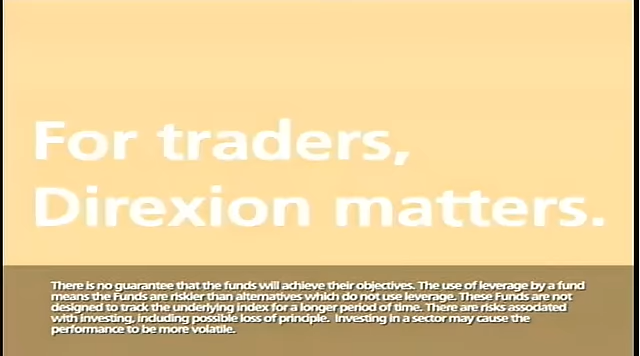 For traders,
Direxion matters.
There is no guarantee that the funds will achieve their objectives. The use of leverage by a fund
means the Funds are riskier than alternatives which do not use leverage. These Funds are not
designed to track the underlying index for a longer period of time. There are risks associated
with investing, including possible loss of principle. Investing in a sector may cause the
performance to be more volatile.